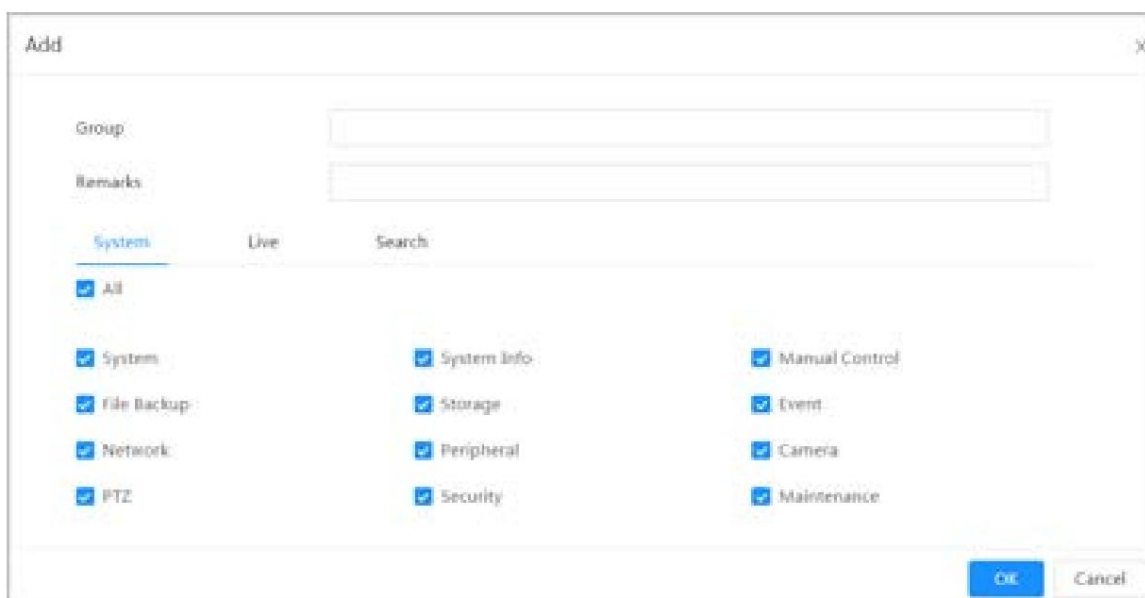 Add
Group
Remarks
System Live Search
All
System System Info Manual Control
File Backup Storage Event
Network Peripheral Camera
PTZ Security Maintenance
OK Cancel